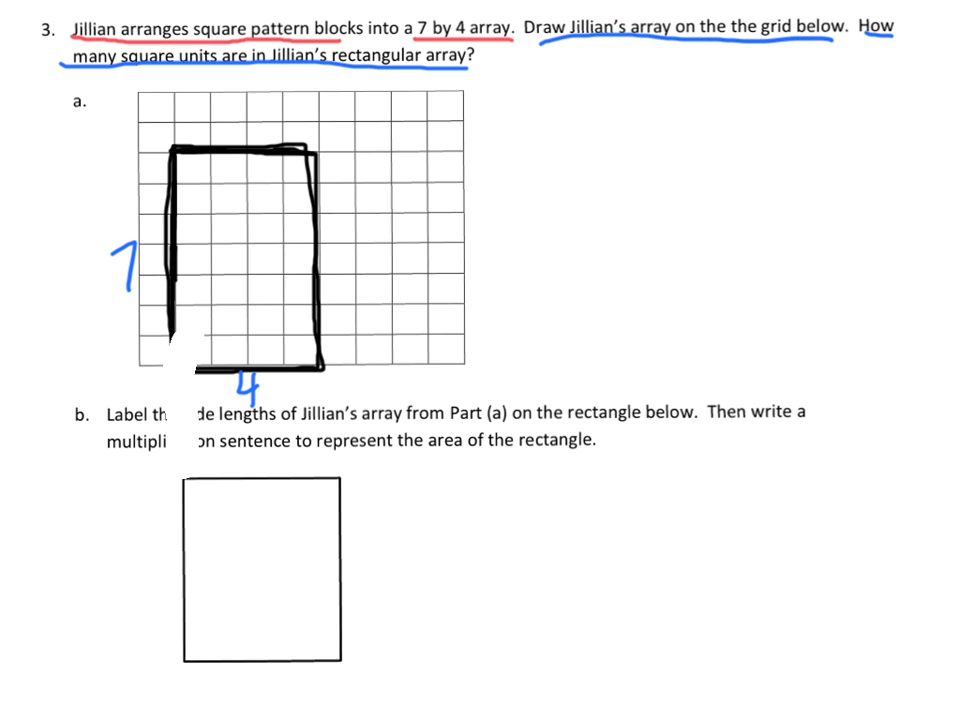 3. Jillian arranges square pattern blocks into a 7 by 4 array. Draw Jillian's array on the the grid below. How
many square units are in Jillian's rectangular array?
a.
7
4
b. Label th de lengths of Jillian's array from Part (a) on the rectangle below. Then write a
multipli on sentence to represent the area of the rectangle.